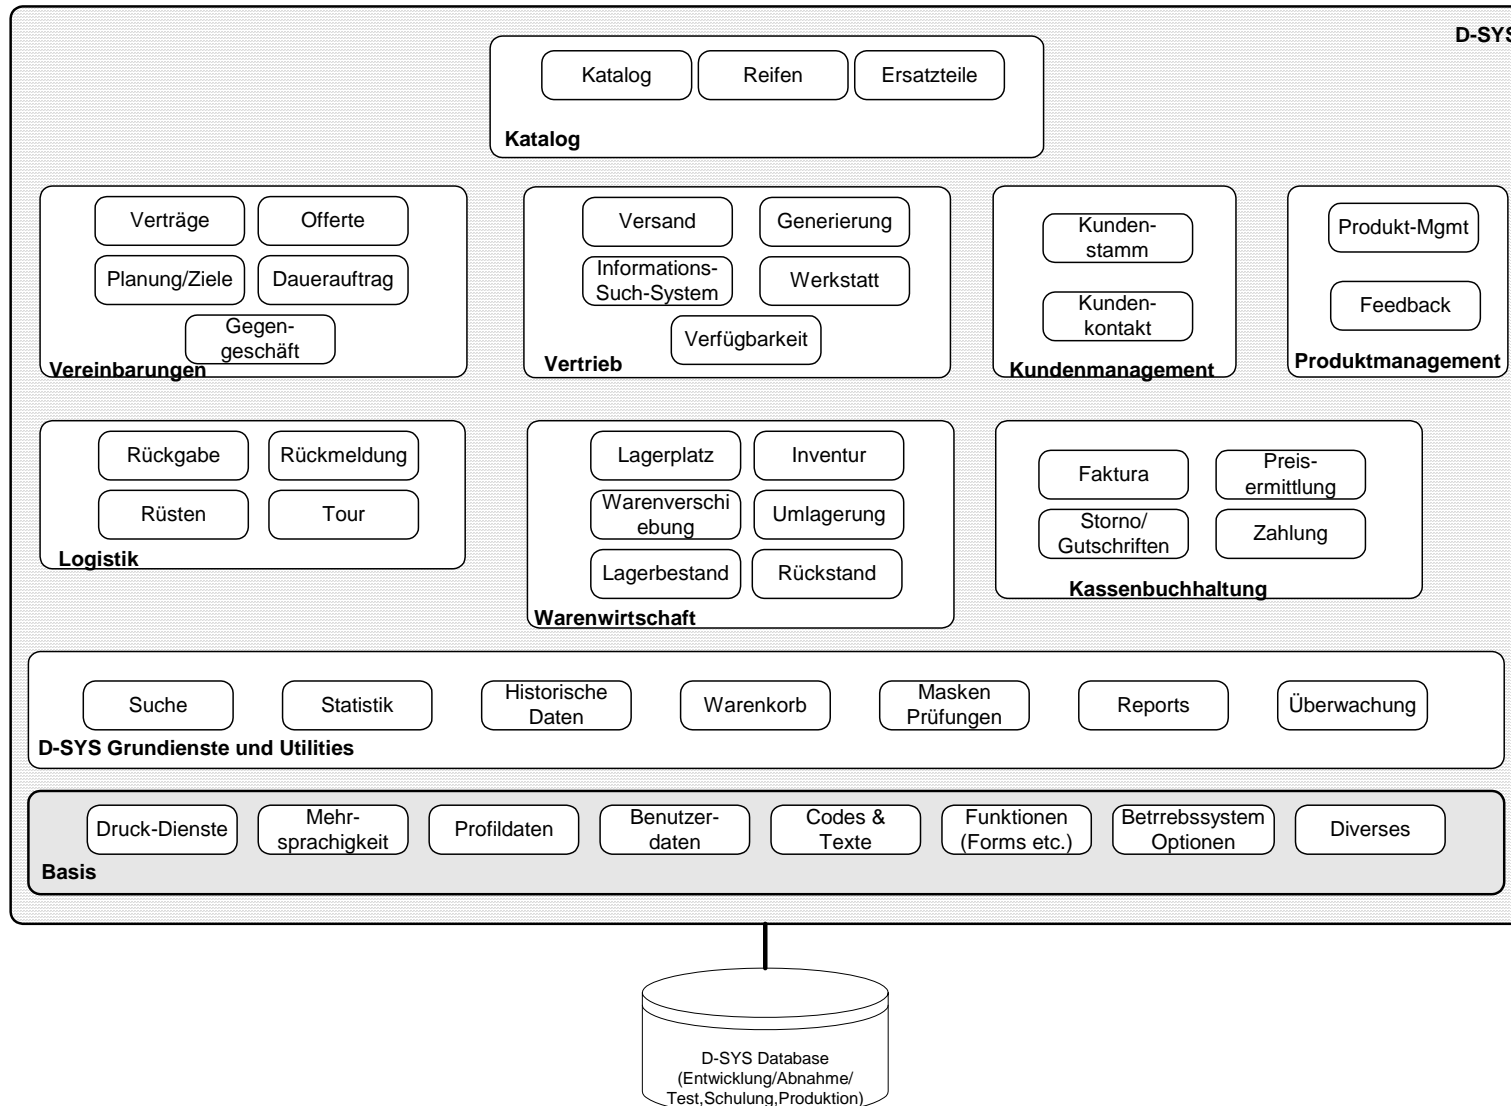 D-SYS
Katalog
Reifen
Ersatzteile
Katalog
Verträge
Offerte
Planung/Ziele
Dauerauftrag
Gegen-
geschäft
Vereinbarungen
Versand
Generierung
Informations-
Such-System
Werkstatt
Verfügbarkeit
Vertrieb
Kunden-
stamm
Kunden-
kontakt
Kundenmanagement
Produkt-Mgmt
Feedback
Produktmanagement
Rückgabe
Rückmeldung
Rüsten
Tour
Logistik
Lagerplatz
Inventur
Warenverschi
ebung
Umlagerung
Lagerbestand
Rückstand
Warenwirtschaft
Faktura
Preis-
ermittlung
Storno/
Gutschriften
Zahlung
Kassenbuchhaltung
Suche
Statistik
Historische
Daten
Warenkorb
Masken
Prüfungen
Reports
Überwachung
D-SYS Grundienste und Utilities
Druck-Dienste
Mehr-
sprachigkeit
Profildaten
Benutzer-
daten
Codes &
Texte
Funktionen
(Forms etc.)
Betrrebssystem
Optionen
Diverses
Basis
D-SYS Database
(Entwicklung/Abnahme/
Test,Schulung,Produktion)